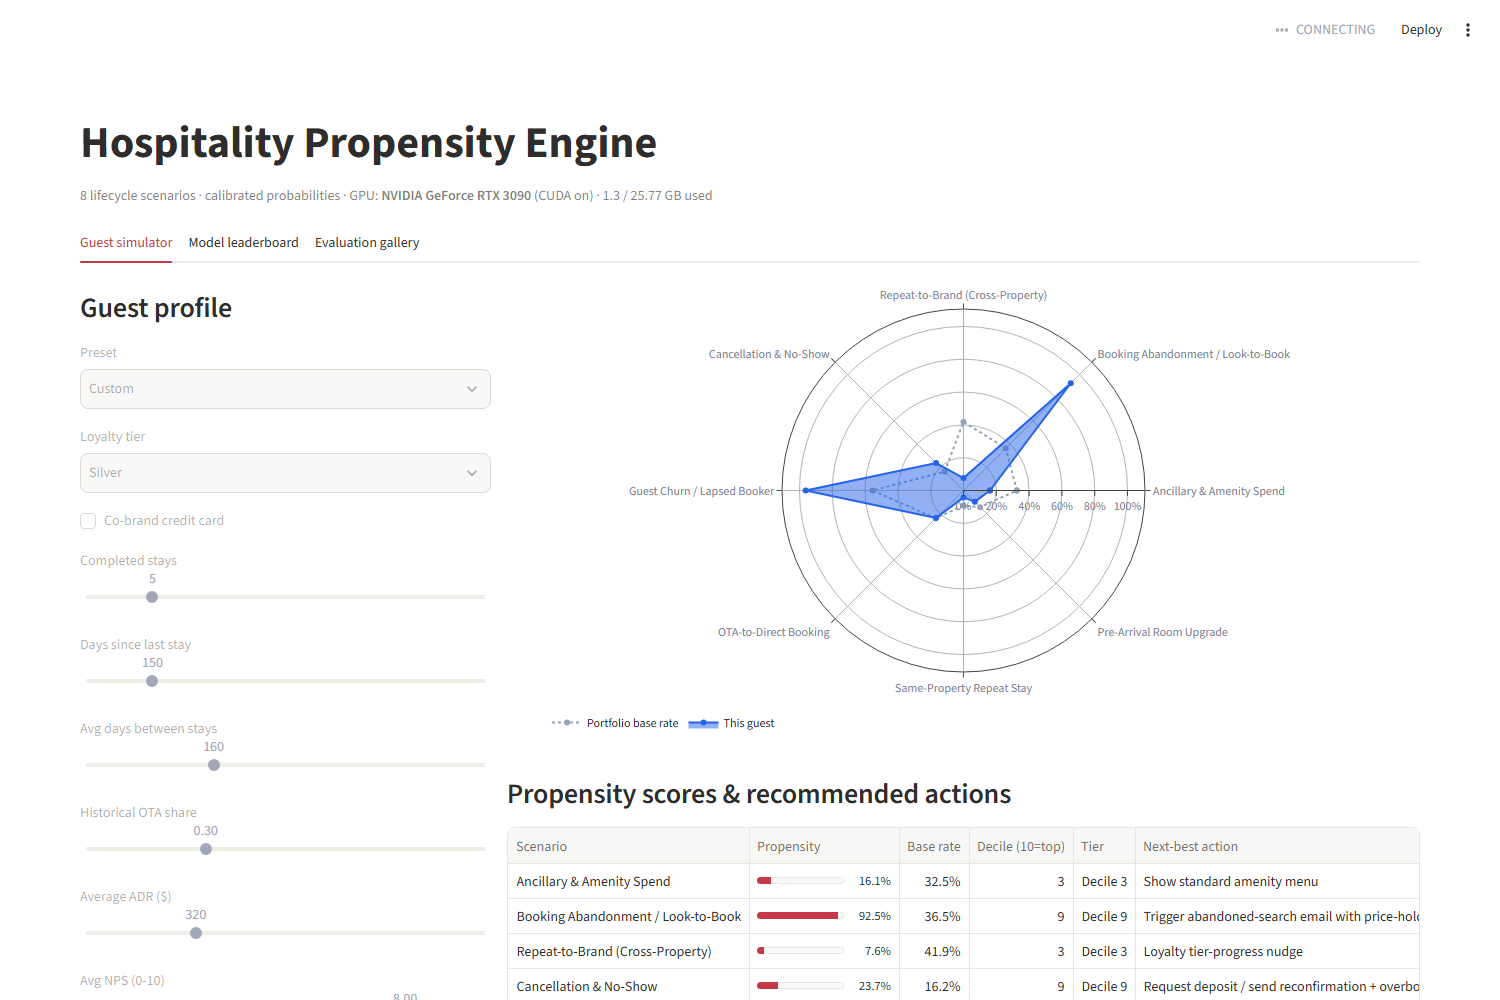 CONNECTING
Deploy
Hospitality Propensity Engine
8 lifecycle scenarios · calibrated probabilities · GPU: NVIDIA GeForce RTX 3090 (CUDA on) · 1.3 / 25.77 GB used
Guest simulator
Model leaderboard
Evaluation gallery
Guest profile
Preset
Custom
Loyalty tier
Silver
Co-brand credit card
Completed stays
5
Days since last stay
150
Avg days between stays
160
Historical OTA share
0.30
Average ADR ($)
320
Avg NPS (0-10)
8.00
Repeat-to-Brand (Cross-Property)
Cancellation & No-Show
Booking Abandonment / Look-to-Book
Guest Churn / Lapsed Booker
Ancillary & Amenity Spend
0% 20% 40% 60% 80% 100%
OTA-to-Direct Booking
Pre-Arrival Room Upgrade
Same-Property Repeat Stay
Portfolio base rate
This guest
Propensity scores & recommended actions
Scenario Propensity Base rate Decile (10=top) Tier Next-best action
Ancillary & Amenity Spend 16.1% 32.5% 3 Decile 3 Show standard amenity menu
Booking Abandonment / Look-to-Book 92.5% 36.5% 9 Decile 9 Trigger abandoned-search email with price-hold
Repeat-to-Brand (Cross-Property) 7.6% 41.9% 3 Decile 3 Loyalty tier-progress nudge
Cancellation & No-Show 23.7% 16.2% 9 Decile 9 Request deposit / send reconfirmation + overbo